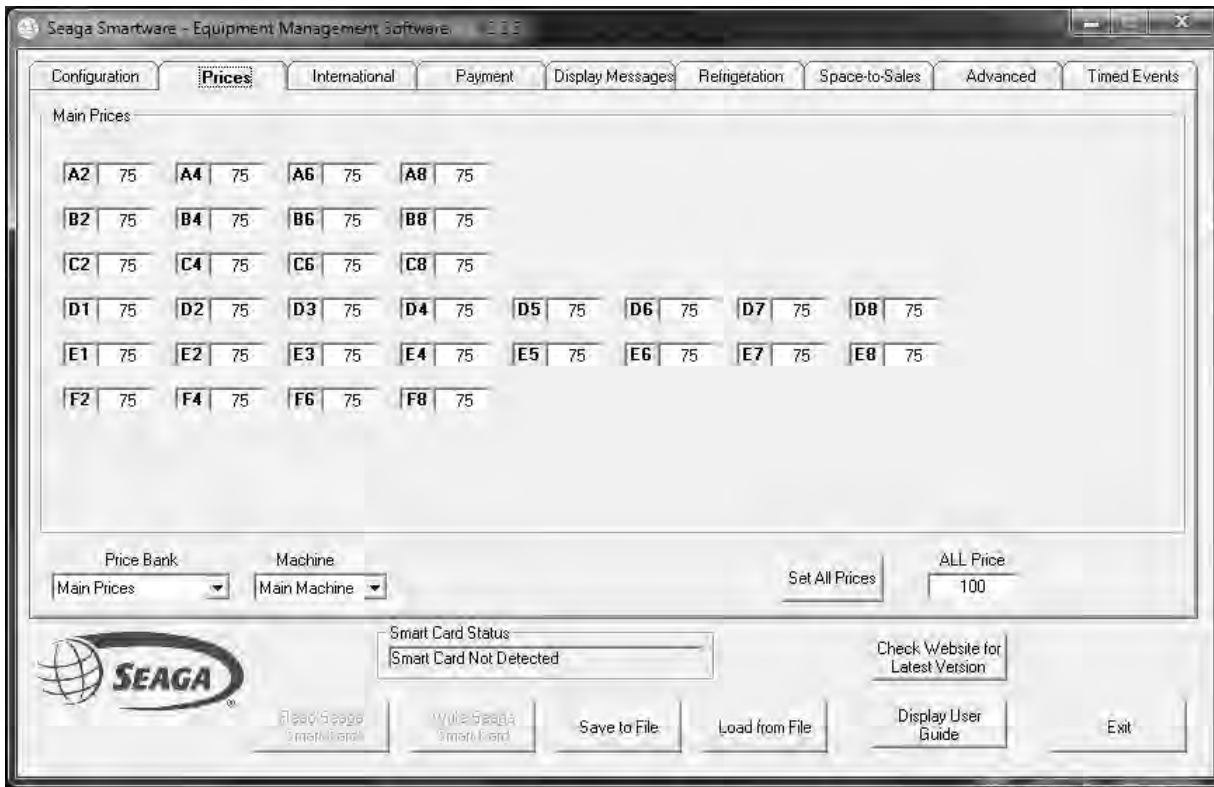 Seaga Smartware - Equipment Management Software
Configuration Prices International Payment Display Messages Refrigeration Space-to-Sales Advanced Timed Events
Main Prices
A2 75 A4 75 A6 75 A8 75
B2 75 B4 75 B6 75 B8 75
C2 75 C4 75 C6 75 C8 75
D1 75 D2 75 D3 75 D4 75 D5 75 D6 75 D7 75 D8 75
E1 75 E2 75 E3 75 E4 75 E5 75 E6 75 E7 75 E8 75
F2 75 F4 75 F6 75 F8 75
Price Bank Machine ALL Price
Main Prices Main Machine Set All Prices 100
Smart Card Status
Smart Card Not Detected
Check Website for
Latest Version
SEAGA
®
Read Seaga
Smart Card
Write Seaga
Smart Card
Save to File
Load from File
Display User
Guide
Exit